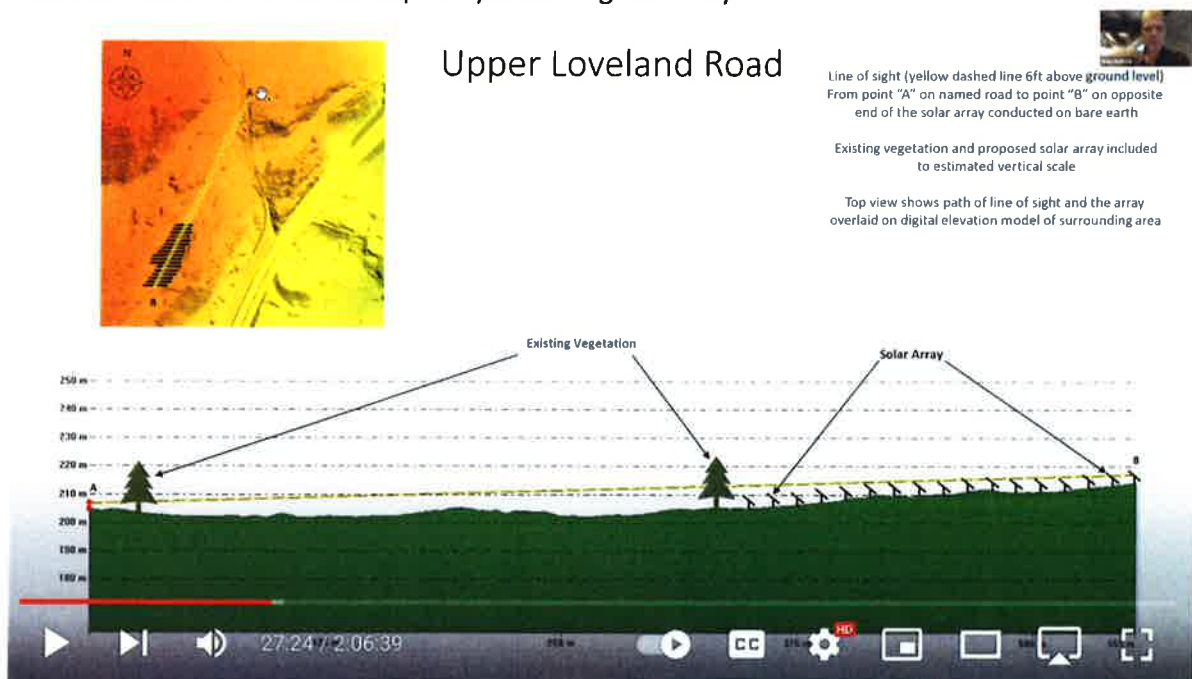 Upper Loveland Road
Line of sight (yellow dashed line 6ft above ground level)
From point "A" on named road to point "B" on opposite
end of the solar array conducted on bare earth
Existing vegetation and proposed solar array included
to estimated vertical scale
Top view shows path of line of sight and the array
overlaid on digital elevation model of surrounding area
N
A
B
Existing Vegetation
Solar Array
250 m
240 m
230 m
220 m
210 m
200 m
190 m
180 m
A
B
27:24 / 2:06:39
CC
HD